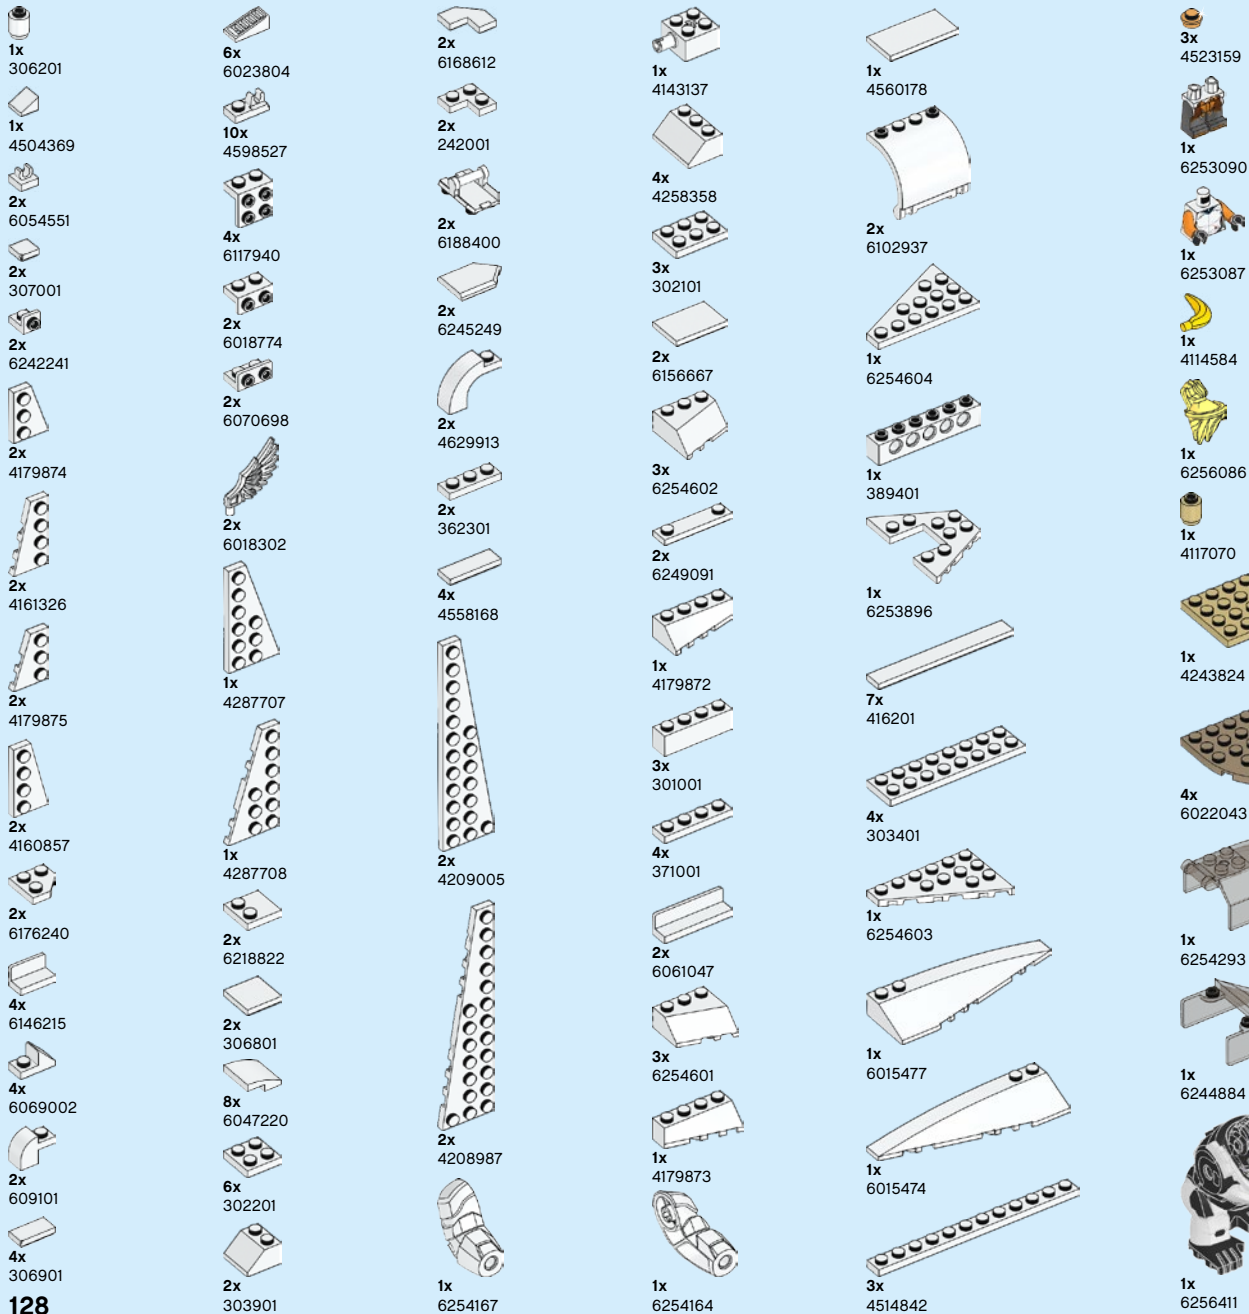 1x
306201
1x
4504369
2x
6054551
2x
307001
2x
6242241
2x
4179874
2x
4161326
2x
4179875
2x
4160857
2x
6176240
4x
6146215
4x
6069002
2x
609101
4x
306901
128
6x
6023804
10x
4598527
4x
6117940
2x
6018774
2x
6070698
2x
6018302
1x
4287707
1x
4287708
2x
6218822
2x
306801
8x
6047220
6x
302201
2x
303901
2x
6168612
2x
242001
2x
6188400
2x
6245249
2x
4629913
2x
362301
4x
4558168
2x
4209005
2x
4208987
1x
6254167
1x
4143137
4x
4258358
3x
302101
2x
6156667
3x
6254602
2x
6249091
1x
4179872
3x
301001
4x
371001
2x
6061047
3x
6254601
1x
4179873
1x
6254164
1x
4560178
2x
6102937
1x
6254604
1x
389401
1x
6253896
7x
416201
4x
303401
1x
6254603
1x
6015477
1x
6015474
3x
4514842
3x
4523159
1x
6253090
1x
6253087
1x
4114584
1x
6256086
1x
4117070
1x
4243824
4x
6022043
1x
6254293
1x
6244884
1x
6256411